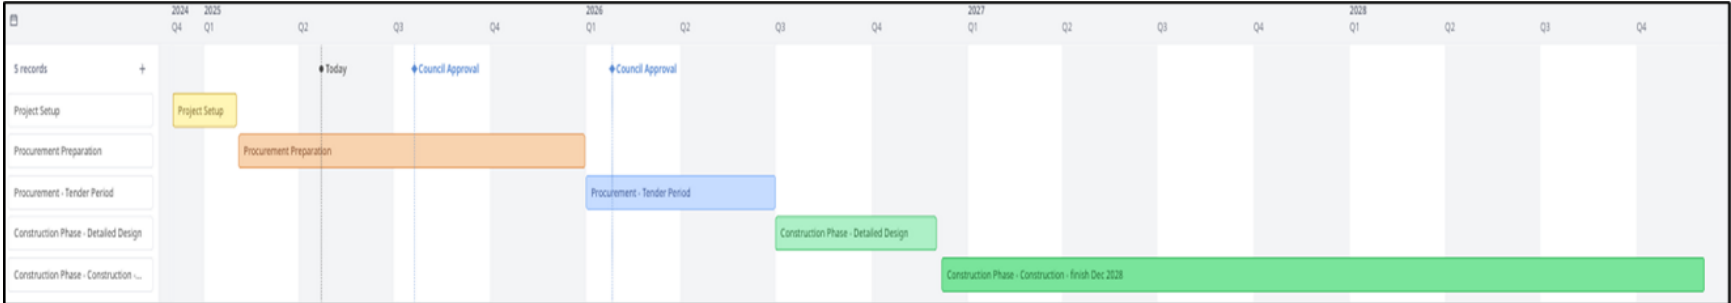 2024 2025 2026 2027 2028
Q4 Q1 Q2 Q3 Q4 Q1 Q2 Q3 Q4 Q1 Q2 Q3 Q4 Q1 Q2 Q3 Q4
5 records + Today Council Approval Council Approval
Project Setup Project Setup
Procurement Preparation Procurement Preparation
Procurement - Tender Period Procurement - Tender Period
Construction Phase - Detailed Design Construction Phase - Detailed Design
Construction Phase - Construction -... Construction Phase - Construction - finish Dec 2028